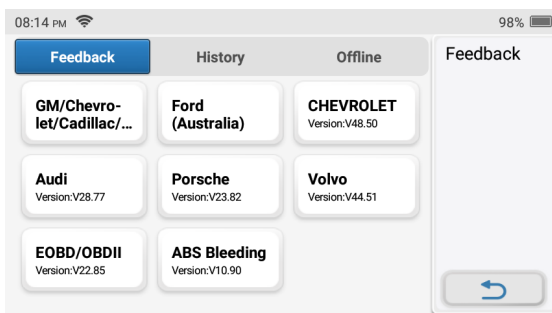 08:14 PM
98%
Feedback
History
Offline
Feedback
GM/Chevro-
let/Cadillac/...
Ford
(Australia)
CHEVROLET
Version:V48.50
Audi
Version:V28.77
Porsche
Version:V23.82
Volvo
Version:V44.51
EOBD/OBDII
Version:V22.85
ABS Bleeding
Version:V10.90